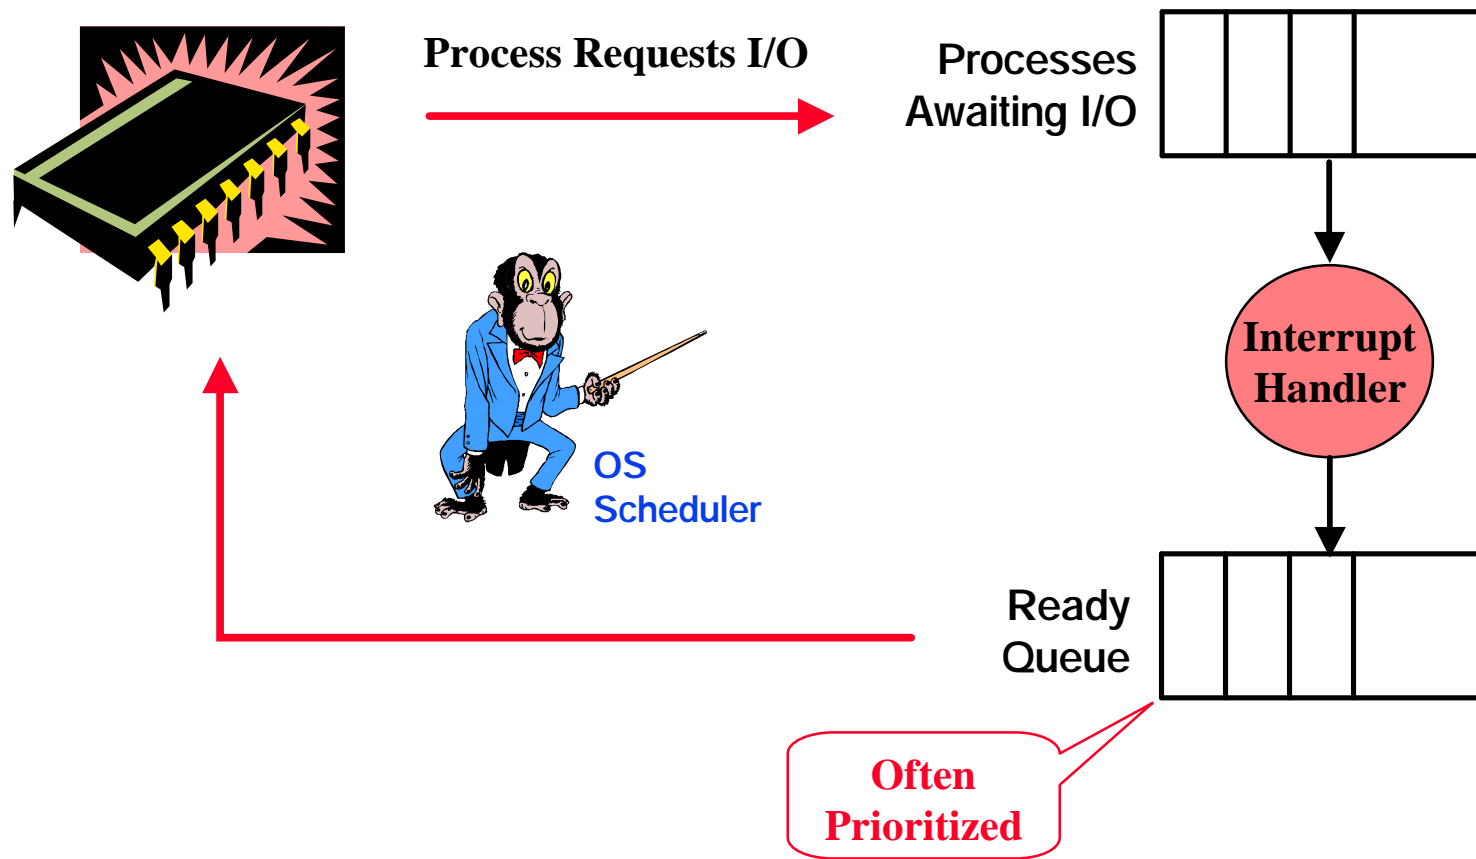 Process Requests I/O
Processes
Awaiting I/O
Interrupt
Handler
OS
Scheduler
Ready
Queue
Often
Prioritized